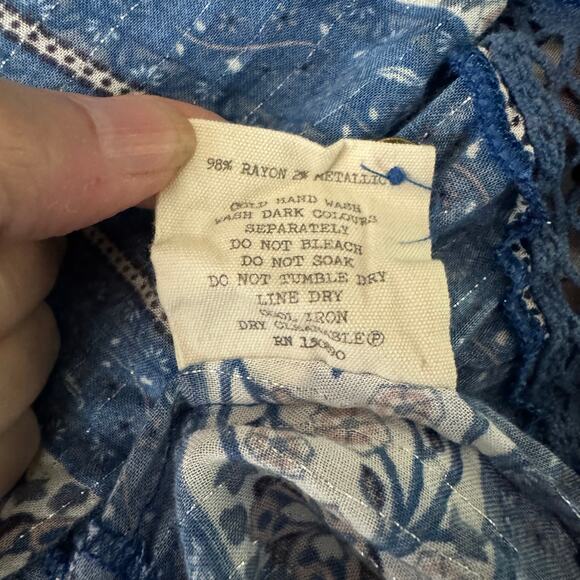 98% RAYON 2% METALLIC
COLD HAND WASH
WASH DARK COLOURS
SEPARATELY
DO NOT BLEACH
DO NOT SOAK
DO NOT TUMBLE DRY
LINE DRY
COOL IRON
DRY CLEANABLE Ⓟ
RN